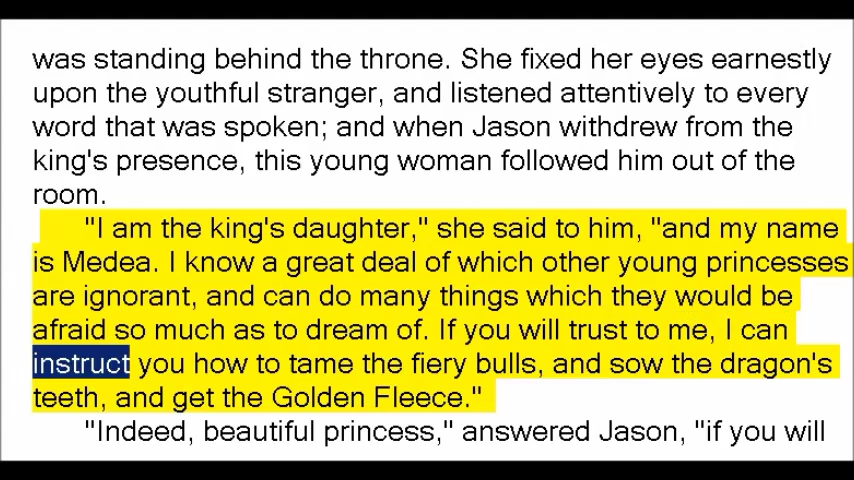 was standing behind the throne. She fixed her eyes earnestly
upon the youthful stranger, and listened attentively to every
word that was spoken; and when Jason withdrew from the
king's presence, this young woman followed him out of the
room.
"I am the king's daughter," she said to him, "and my name
is Medea. I know a great deal of which other young princesses
are ignorant, and can do many things which they would be
afraid so much as to dream of. If you will trust to me, I can
instruct you how to tame the fiery bulls, and sow the dragon's
teeth, and get the Golden Fleece."
"Indeed, beautiful princess," answered Jason, "if you will